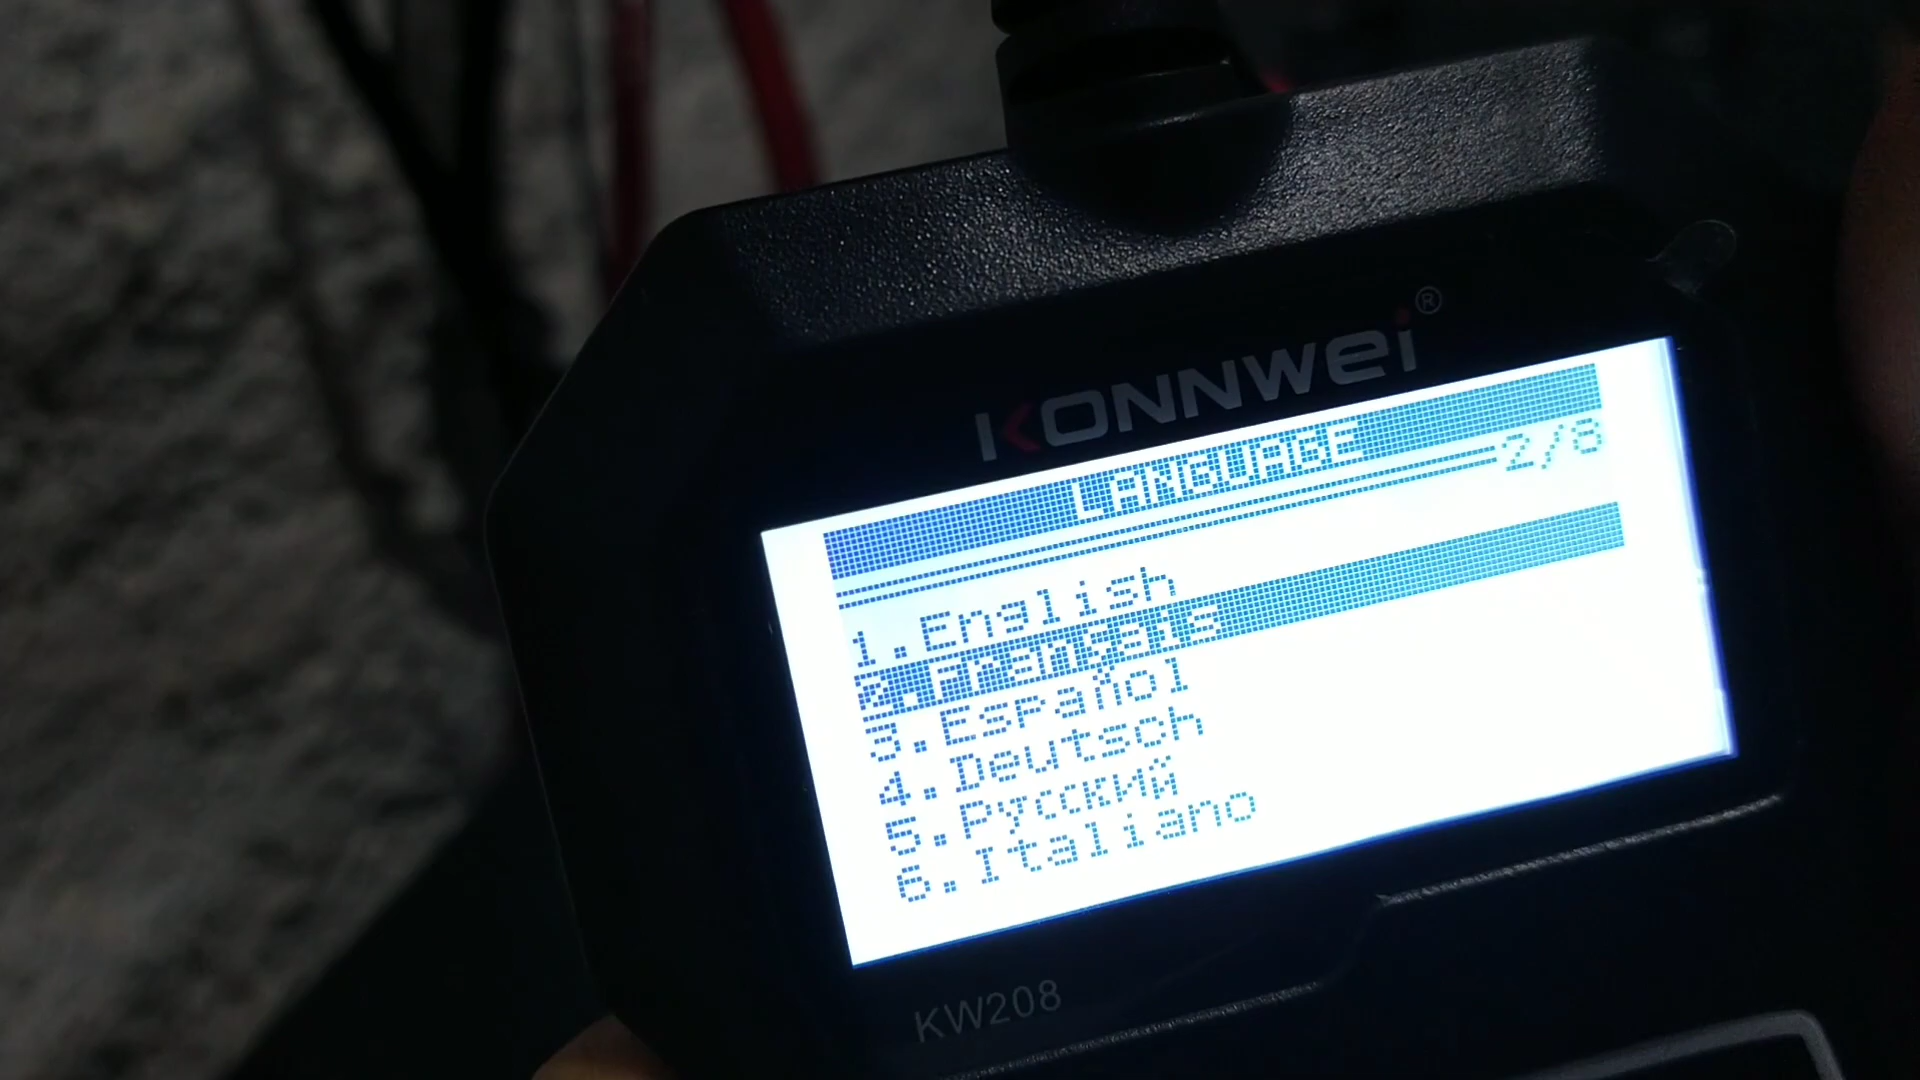 KONNWEI®
LANGUAGE
2/8
1.English
2.Français
3.Español
4.Deutsch
5.Русский
6.Italiano
KW208